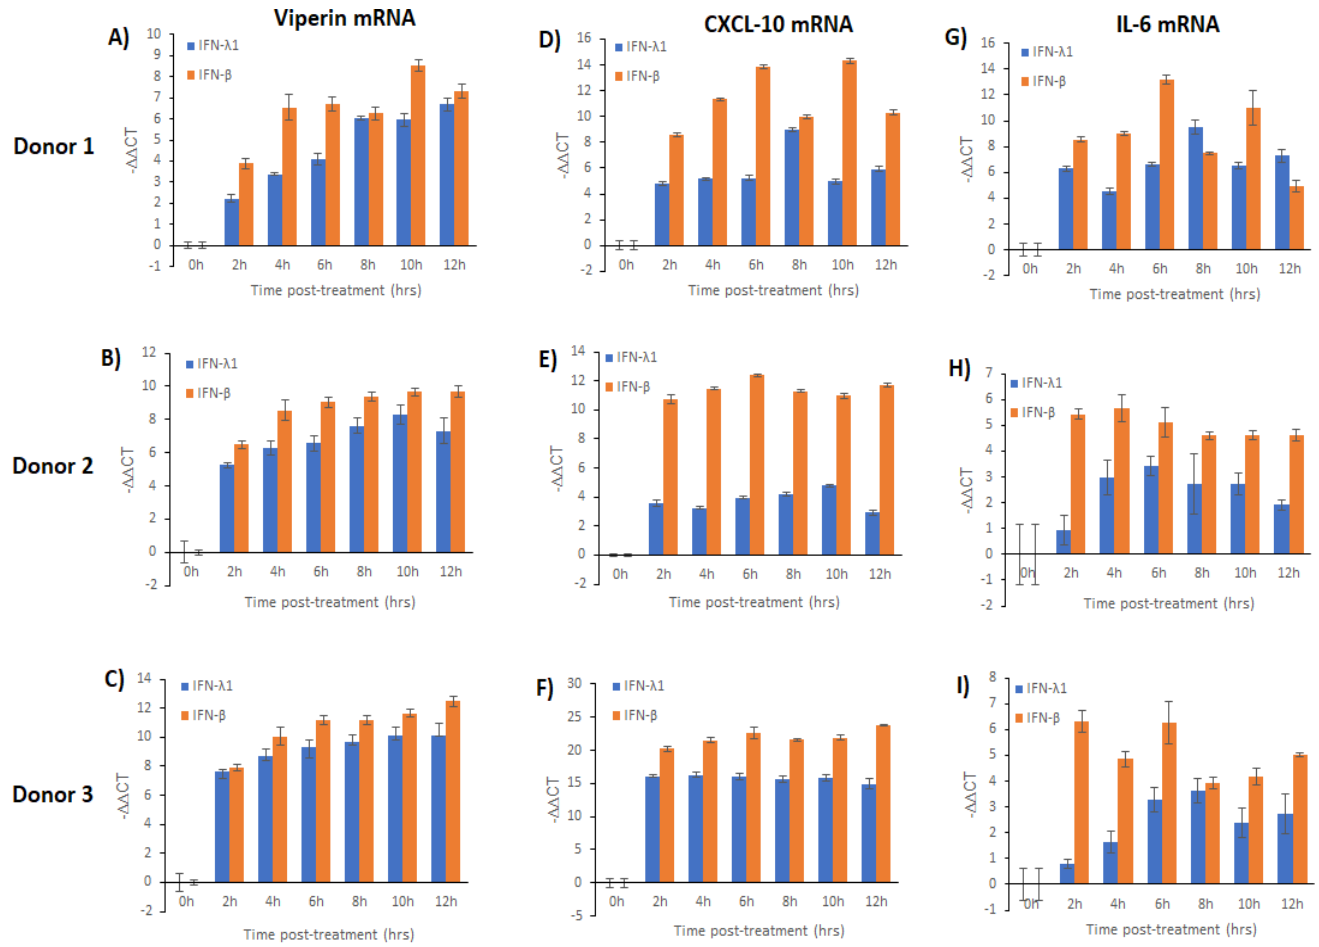 Viperin mRNA
CXCL-10 mRNA
IL-6 mRNA
Donor 1
A)
IFN-λ1
IFN-β
-ΔΔCT
10
9
8
7
6
5
4
3
2
1
0
-1
0h 2h 4h 6h 8h 10h 12h
Time post-treatment (hrs)
D)
IFN-λ1
IFN-β
-ΔΔCT
16
14
12
10
8
6
4
2
0
-2
0h 2h 4h 6h 8h 10h 12h
Time post-treatment (hrs)
G)
IFN-λ1
IFN-β
-ΔΔCT
16
14
12
10
8
6
4
2
0
-2
0h 2h 4h 6h 8h 10h 12h
Time post-treatment (hrs)
Donor 2
B)
IFN-λ1
IFN-β
-ΔΔCT
12
10
8
6
4
2
0
-2
0h 2h 4h 6h 8h 10h 12h
Time post-treatment (hrs)
E)
IFN-λ1
IFN-β
-ΔΔCT
14
12
10
8
6
4
2
0
-2
0h 2h 4h 6h 8h 10h 12h
Time post-treatment (hrs)
H)
IFN-λ1
IFN-β
-ΔΔCT
7
6
5
4
3
2
1
0
-1
-2
0h 2h 4h 6h 8h 10h 12h
Time post-treatment (hrs)
Donor 3
C)
IFN-λ1
IFN-β
-ΔΔCT
14
12
10
8
6
4
2
0
-2
0h 2h 4h 6h 8h 10h 12h
Time post-treatment (hrs)
F)
IFN-λ1
IFN-β
-ΔΔCT
30
25
20
15
10
5
0
-5
0h 2h 4h 6h 8h 10h 12h
Time post-treatment (hrs)
I)
IFN-λ1
IFN-β
-ΔΔCT
8
7
6
5
4
3
2
1
0
-1
0h 2h 4h 6h 8h 10h 12h
Time post-treatment (hrs)